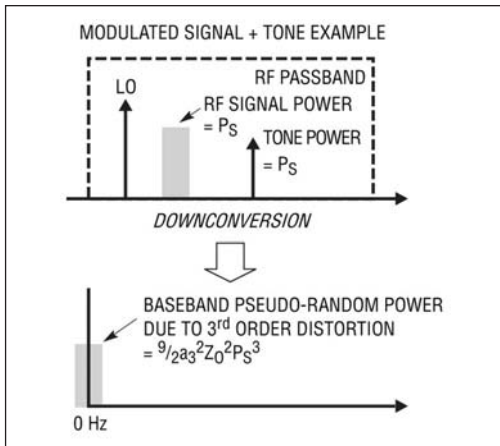 MODULATED SIGNAL + TONE EXAMPLE
RF PASSBAND
LO
RF SIGNAL POWER
= PS
TONE POWER
= PS
DOWNCONVERSION
BASEBAND PSEUDO-RANDOM POWER
DUE TO 3rd ORDER DISTORTION
= 9/2a3²Z0²PS³
0 Hz